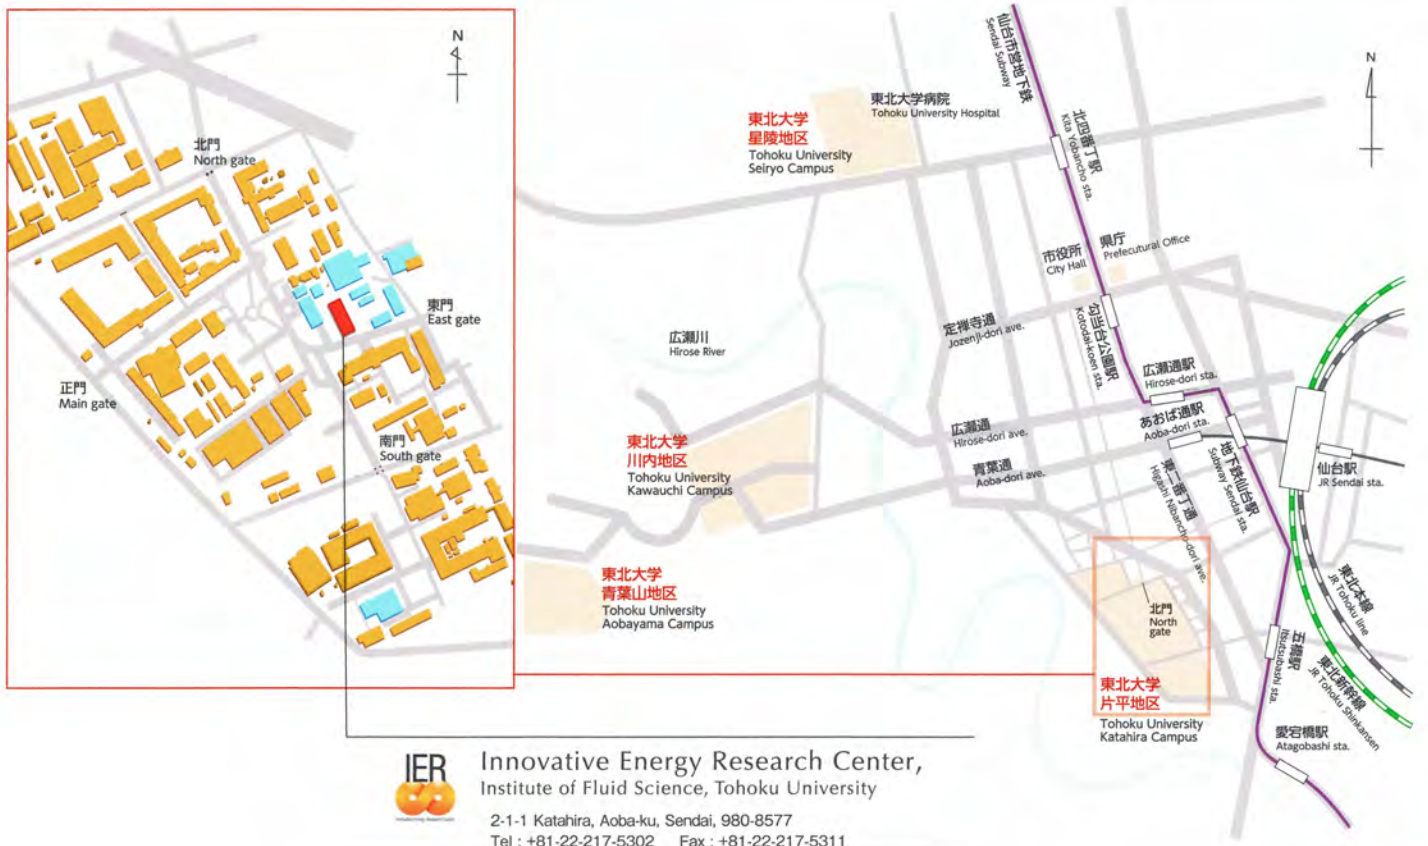 N
北門
North gate
東門
East gate
正門
Main gate
南門
South gate
仙台市営地下鉄
Sendai Subway
N
東北大学
星陵地区
Tohoku University
Seiryo Campus
東北大学病院
Tohoku University Hospital
北四番丁駅
Kita Yobancho sta.
市役所
City Hall
県庁
Prefecutural Office
広瀬川
Hirose River
定禅寺通
Jozenji-dori ave.
勾当台公園駅
Kotodai-koen sta.
広瀬通駅
Hirose-dori sta.
あおば通駅
Aoba-dori sta.
広瀬通
Hirose-dori ave.
青葉通
Aoba-dori ave.
東二番丁通
Higashi Nibancho-dori ave.
地下鉄仙台駅
Subway Sendai sta.
仙台駅
JR Sendai sta.
東北大学
川内地区
Tohoku University
Kawauchi Campus
東北大学
青葉山地区
Tohoku University
Aobayama Campus
北門
North
gate
東北本線
JR Tohoku line
五橋駅
Itsutsubashi sta.
東北新幹線
JR Tohoku Shinkansen
東北大学
片平地区
Tohoku University
Katahira Campus
愛宕橋駅
Atagobashi sta.
IER
Innovative Energy Research Center,
Institute of Fluid Science, Tohoku University
2-1-1 Katahira, Aoba-ku, Sendai, 980-8577
Tel : +81-22-217-5302 Fax : +81-22-217-5311